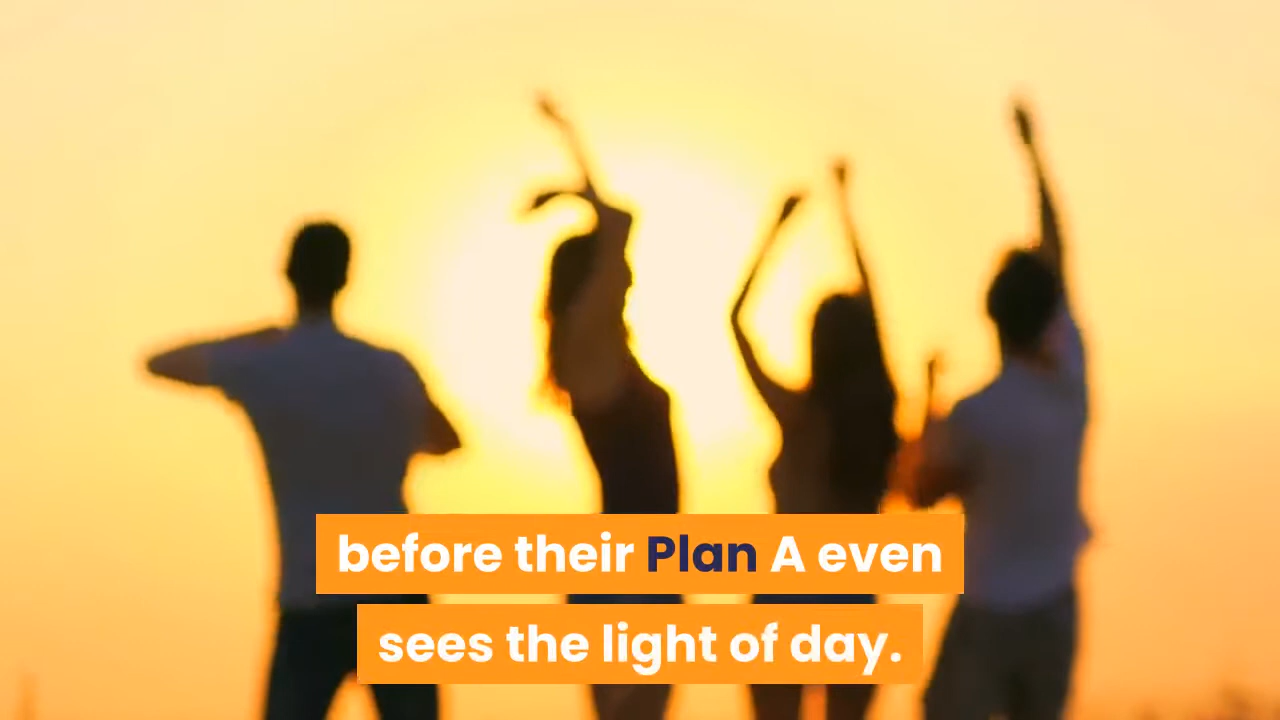 before their Plan A even
sees the light of day.